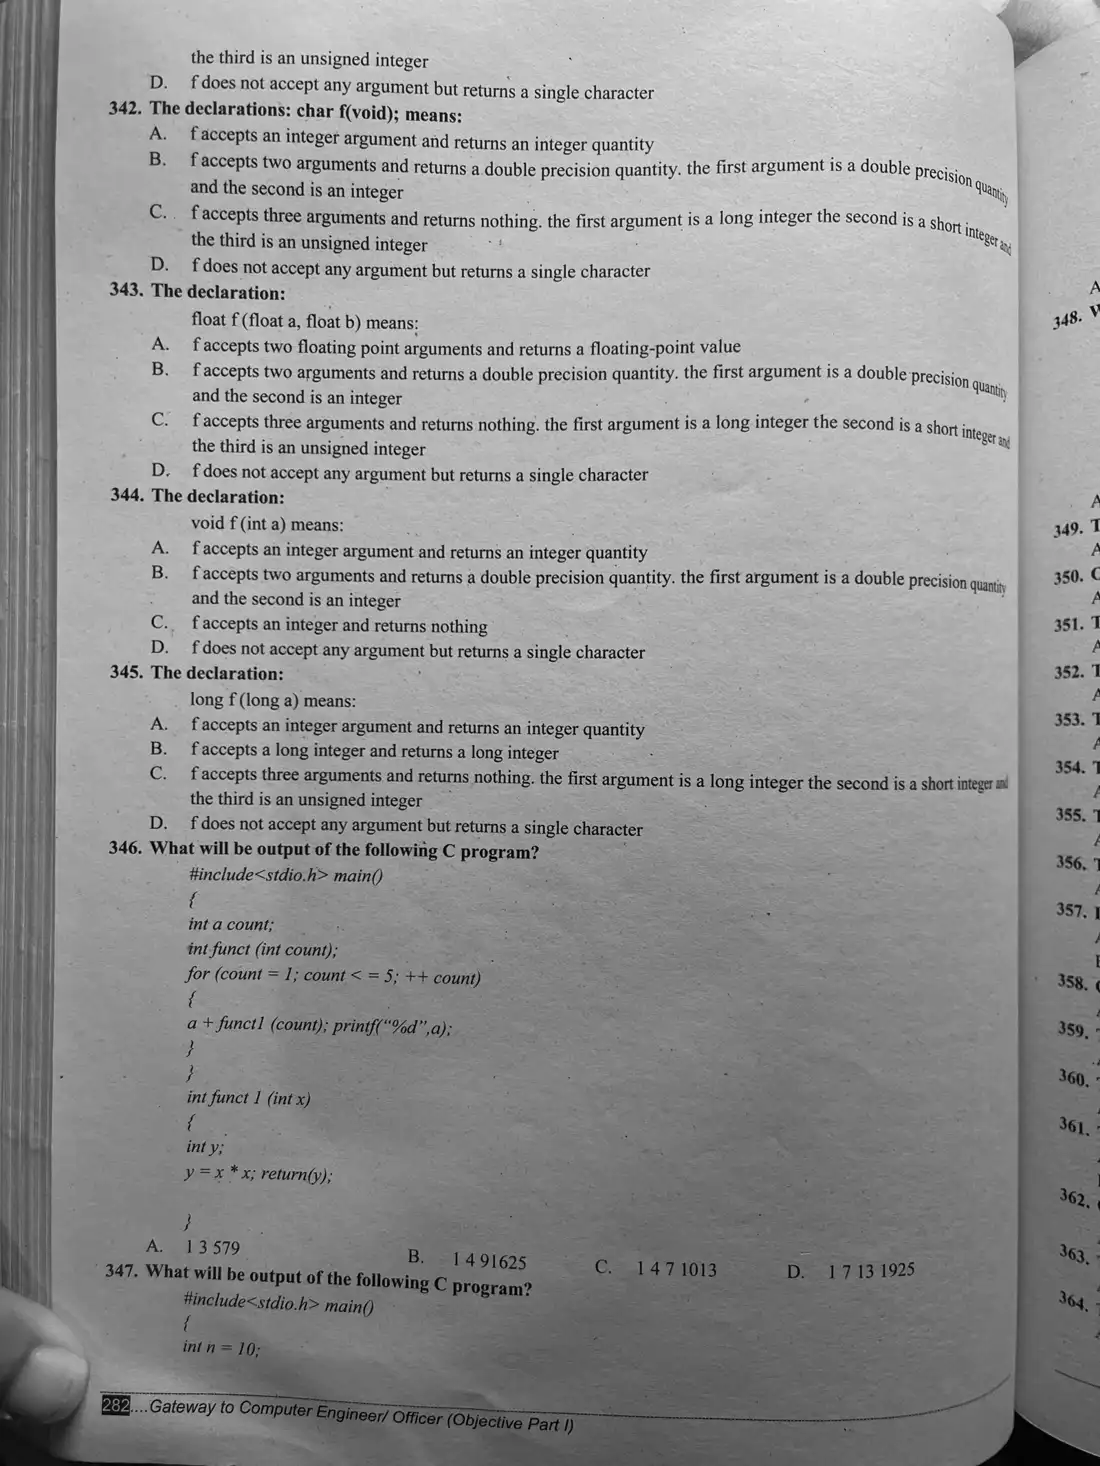 the third is an unsigned integer
D. f does not accept any argument but returns a single character
342. The declarations: char f(void); means:
A. f accepts an integer argument and returns an integer quantity
B. f accepts two arguments and returns a double precision quantity. the first argument is a double precision quantity
and the second is an integer
C. f accepts three arguments and returns nothing. the first argument is a long integer the second is a short integer and
the third is an unsigned integer
D. f does not accept any argument but returns a single character
343. The declaration:
float f (float a, float b) means:
A. f accepts two floating point arguments and returns a floating-point value
B. f accepts two arguments and returns a double precision quantity. the first argument is a double precision quantity
and the second is an integer
C. f accepts three arguments and returns nothing. the first argument is a long integer the second is a short integer and
the third is an unsigned integer
D. f does not accept any argument but returns a single character
344. The declaration:
void f (int a) means:
A. f accepts an integer argument and returns an integer quantity
B. f accepts two arguments and returns a double precision quantity. the first argument is a double precision quantity
and the second is an integer
C. f accepts an integer and returns nothing
D. f does not accept any argument but returns a single character
345. The declaration:
long f (long a) means:
A. f accepts an integer argument and returns an integer quantity
B. f accepts a long integer and returns a long integer
C. f accepts three arguments and returns nothing. the first argument is a long integer the second is a short integer and
the third is an unsigned integer
D. f does not accept any argument but returns a single character
346. What will be output of the following C program?
#include<stdio.h> main()
{
int a count;
int funct (int count);
for (count = 1; count < = 5; ++ count)
{
a + funct1 (count); printf("%d",a);
}
}
int funct 1 (int x)
{
int y;
y = x * x; return(y);
}
A. 1 3 579 B. 1 4 91625 C. 1 4 7 1013 D. 1 7 13 1925
347. What will be output of the following C program?
#include<stdio.h> main()
{
int n = 10;
282....Gateway to Computer Engineer/ Officer (Objective Part I)
A
348.
A
349. T
A
350.
A
351. T
A
352. T
A
353. T
354. T
355. T
356.
357.
358.
359.
360.
361.
362.
363.
364.